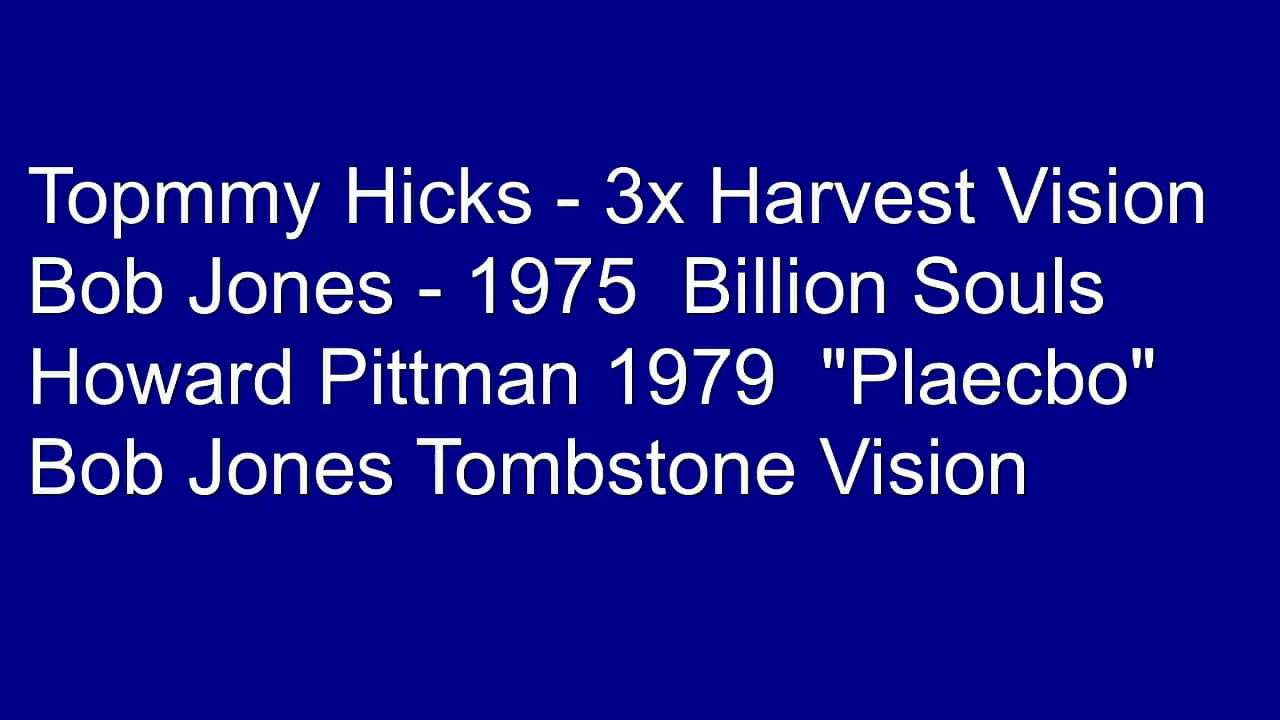 Topmmy Hicks - 3x Harvest Vision
Bob Jones - 1975  Billion Souls
Howard Pittman 1979  "Plaecbo"
Bob Jones Tombstone Vision